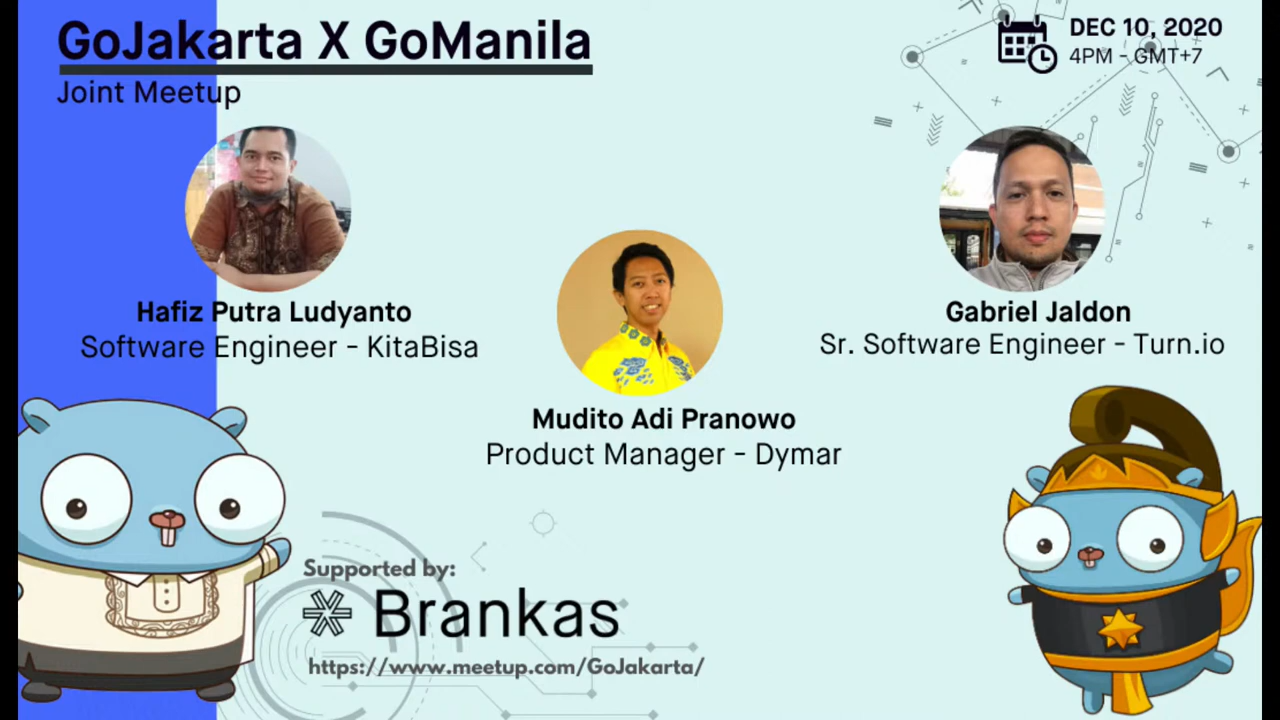 GoJakarta X GoManila
Joint Meetup
DEC 10, 2020
4PM - GMT+7
Hafiz Putra Ludyanto
Software Engineer - KitaBisa
Gabriel Jaldon
Sr. Software Engineer - Turn.io
Mudito Adi Pranowo
Product Manager - Dymar
Supported by:
Brankas
https://www.meetup.com/GoJakarta/